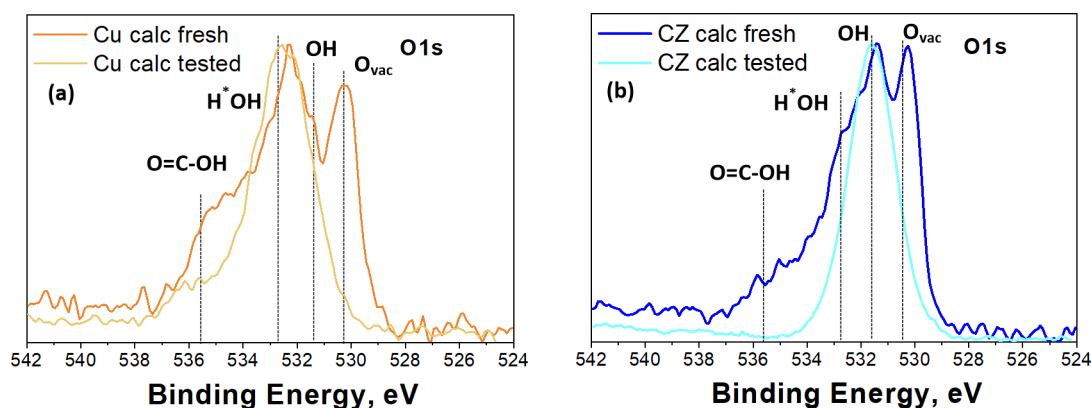 Cu calc fresh
Cu calc tested
(a)
O=C-OH
H*OH
OH
Ovac
O1s
542 540 538 536 534 532 530 528 526 524
Binding Energy, eV
CZ calc fresh
CZ calc tested
(b)
O=C-OH
H*OH
OH
Ovac
O1s
542 540 538 536 534 532 530 528 526 524
Binding Energy, eV